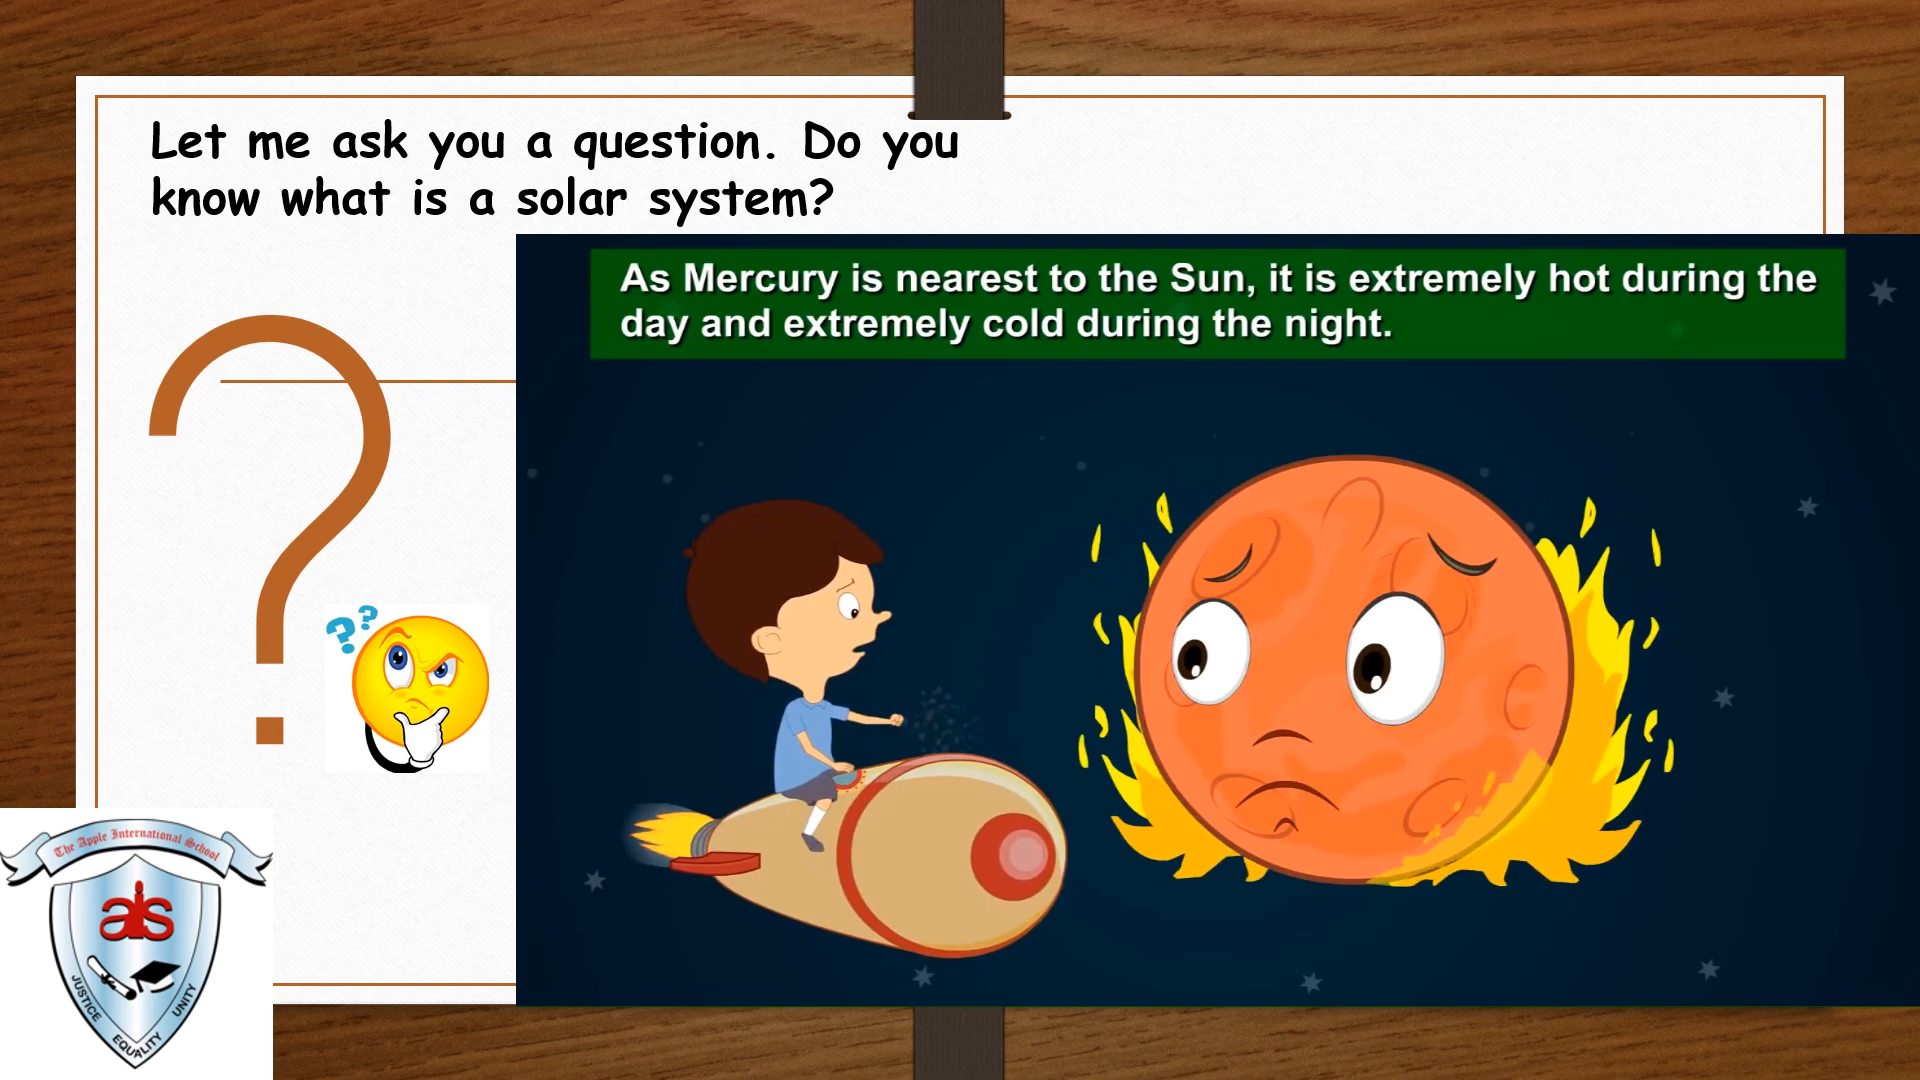 Let me ask you a question. Do you
know what is a solar system?
As Mercury is nearest to the Sun, it is extremely hot during the
day and extremely cold during the night.
? ?
The Apple International School
ais
JUSTICE EQUALITY UNITY